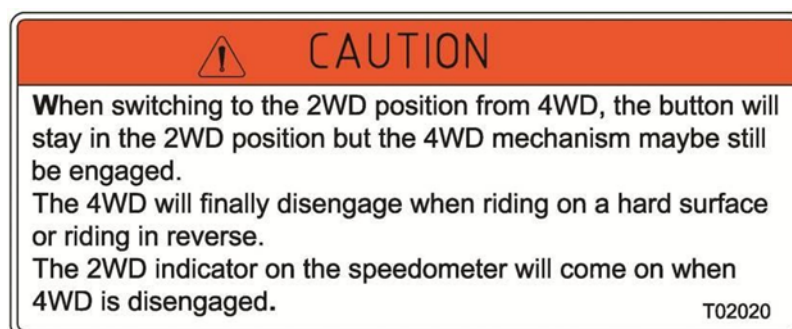 CAUTION
When switching to the 2WD position from 4WD, the button will
stay in the 2WD position but the 4WD mechanism maybe still
be engaged.
The 4WD will finally disengage when riding on a hard surface
or riding in reverse.
The 2WD indicator on the speedometer will come on when
4WD is disengaged.
T02020